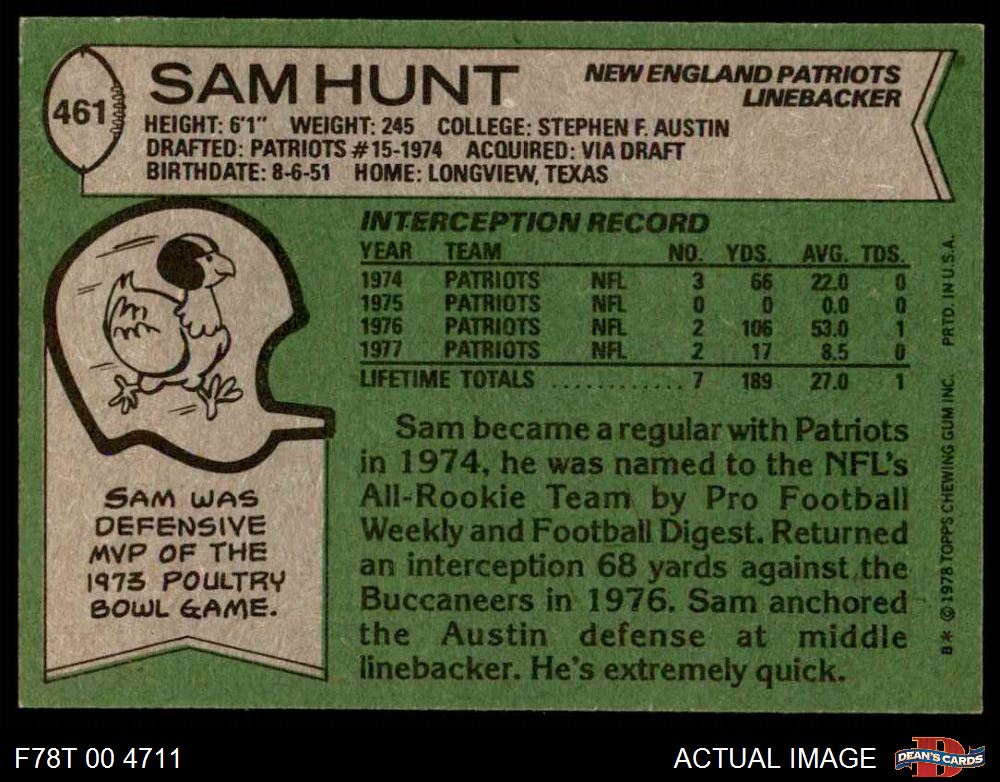 461
SAM HUNT
NEW ENGLAND PATRIOTS
LINEBACKER
HEIGHT: 6'1" WEIGHT: 245 COLLEGE: STEPHEN F. AUSTIN
DRAFTED: PATRIOTS #15-1974 ACQUIRED: VIA DRAFT
BIRTHDATE: 8-6-51 HOME: LONGVIEW, TEXAS
INTERCEPTION RECORD
YEAR TEAM NO. YDS. AVG. TDS.
1974 PATRIOTS NFL 3 66 22.0 0
1975 PATRIOTS NFL 0 0 0.0 0
1976 PATRIOTS NFL 2 106 53.0 1
1977 PATRIOTS NFL 2 17 8.5 0
LIFETIME TOTALS ............ 7 189 27.0 1
Sam became a regular with Patriots
in 1974, he was named to the NFL's
All-Rookie Team by Pro Football
Weekly and Football Digest. Returned
an interception 68 yards against the
Buccaneers in 1976. Sam anchored
the Austin defense at middle
linebacker. He's extremely quick.
SAM WAS
DEFENSIVE
MVP OF THE
1973 POULTRY
BOWL GAME.
B* © 1978 TOPPS CHEWING GUM INC. PRTD. IN U.S.A.
F78T 00 4711
ACTUAL IMAGE
D
DEAN'S CARDS